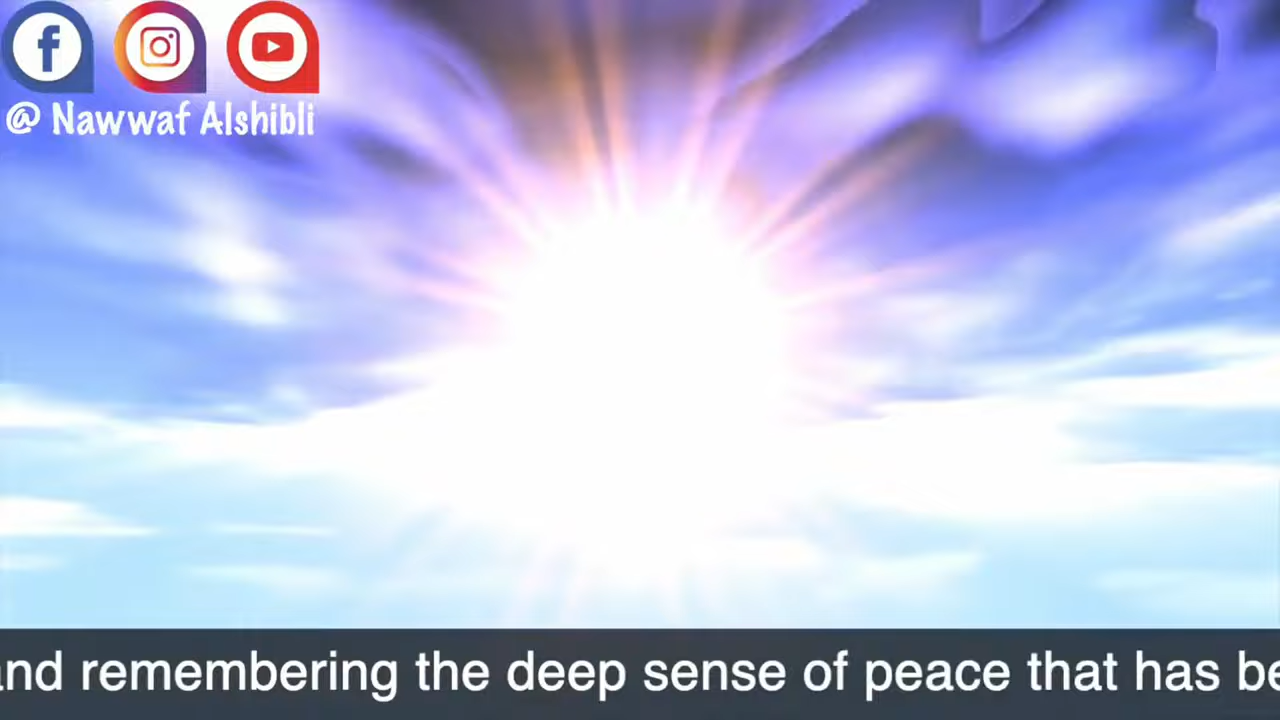 @ Nawwaf Alshibli
and remembering the deep sense of peace that has be